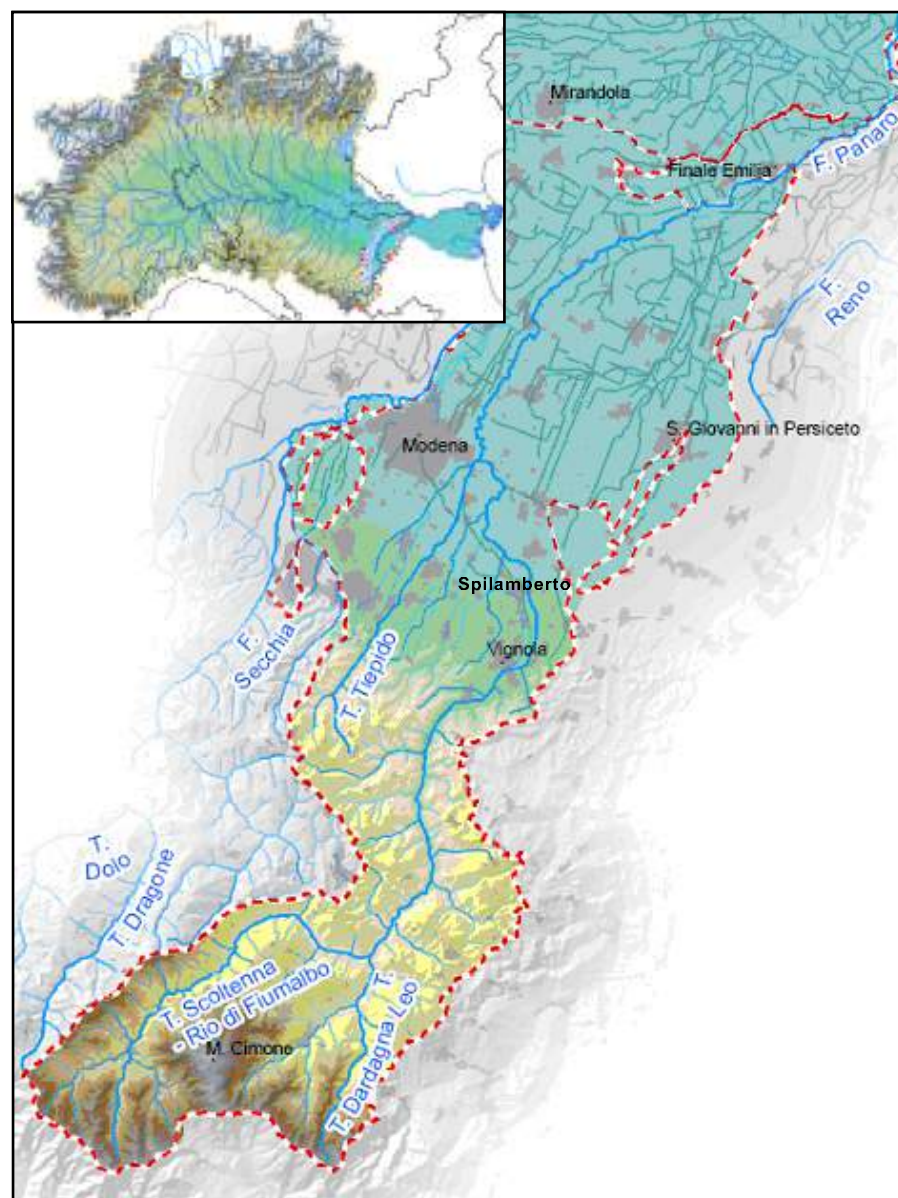 Mirandola
Finale Emilia
F. Panaro
F.
Reno
S. Giovanni in Persiceto
Modena
Spilamberto
Vignola
F.
Secchia
T. Tiepido
T.
Dolo
T. Dragone
T. Scoltenna
- Rio di Fiumalbo
M. Cimone
T.
T. Dardagna Leo